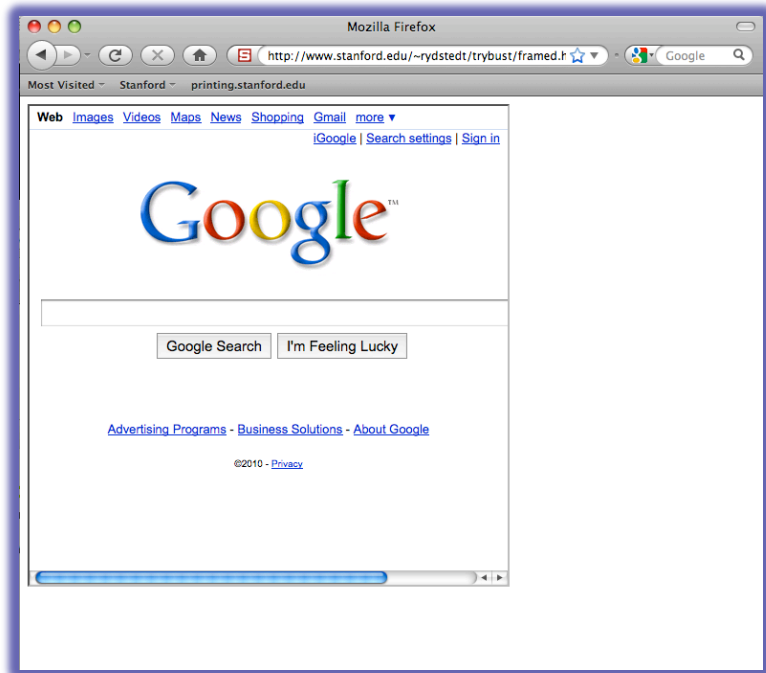 Mozilla Firefox
http://www.stanford.edu/~rydstedt/trybust/framed.h
Google
Most Visited Stanford printing.stanford.edu
Web Images Videos Maps News Shopping Gmail more ▼
iGoogle | Search settings | Sign in
Google™
Google Search I'm Feeling Lucky
Advertising Programs - Business Solutions - About Google
©2010 - Privacy